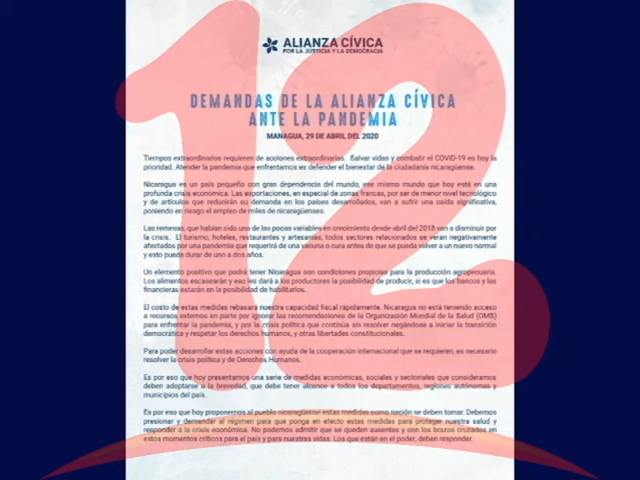 ALIANZA CÍVICA
POR LA JUSTICIA Y LA DEMOCRACIA
DEMANDAS DE LA ALIANZA CÍVICA
ANTE LA PANDEMIA
MANAGUA, 29 DE ABRIL DEL 2020
Tiempos extraordinarios requieren de acciones extraordinarias. Salvar vidas y combatir el COVID-19 es hoy la
prioridad. Atender la pandemia que enfrentamos es defender el bienestar de la ciudadanía nicaragüense.
Nicaragua es un país pequeño con gran dependencia del mundo, ese mismo mundo que hoy esté en una
profunda crisis económica. Las exportaciones, en especial de zonas francas, por ser de menor nivel tecnológico
y de artículos que reducirán su demanda en los países desarrollados, van a sufrir una caída significativa,
poniendo en riesgo el empleo de miles de nicaragüenses.
Las remesas, que habían sido una de las pocas variables en crecimiento desde abril del 2018 van a disminuir por
la crisis. El turismo, hoteles, restaurantes y artesanías, todos sectores relacionados se verán negativamente
afectados por una pandemia que requerirá de una vacuna o cura antes de que se pueda volver a un nuevo normal
y esto puede durar de uno a dos años.
Un elemento positivo que podrá tener Nicaragua son condiciones propicias para la producción agropecuaria.
Los alimentos escasearán y eso les dará a los productores la posibilidad de producir, si es que los bancos y las
financieras estarán en la posibilidad de habilitarlos.
El costo de estas medidas rebasará nuestra capacidad fiscal rápidamente. Nicaragua no está teniendo acceso
a recursos externos en parte por ignorar las recomendaciones de la Organización Mundial de la Salud (OMS)
para enfrentar la pandemia, y por la crisis política que continúa sin resolver negándose a iniciar la transición
democrática y respetar los derechos humanos, y otras libertades constitucionales.
Para poder desarrollar estas acciones con ayuda de la cooperación internacional que se requieren, es necesario
resolver la crisis política y de Derechos Humanos.
Es por eso que hoy presentamos una serie de medidas económicas, sociales y sectoriales que consideramos
deben adoptarse a la brevedad, que debe tener alcance a todos los departamentos, regiones autónomas y
municipios del país.
Es por eso que hoy proponemos al pueblo nicaragüense estas medidas como nación se deben tomar. Debemos
presionar y demandar al régimen para que ponga en efecto estas medidas para proteger nuestra salud y
responder a la crisis económica. No podemos admitir que se queden ausentes y con los brazos cruzados en
estos momentos críticos para el país y para nuestras vidas. Los que están en el poder, deben responder.
12